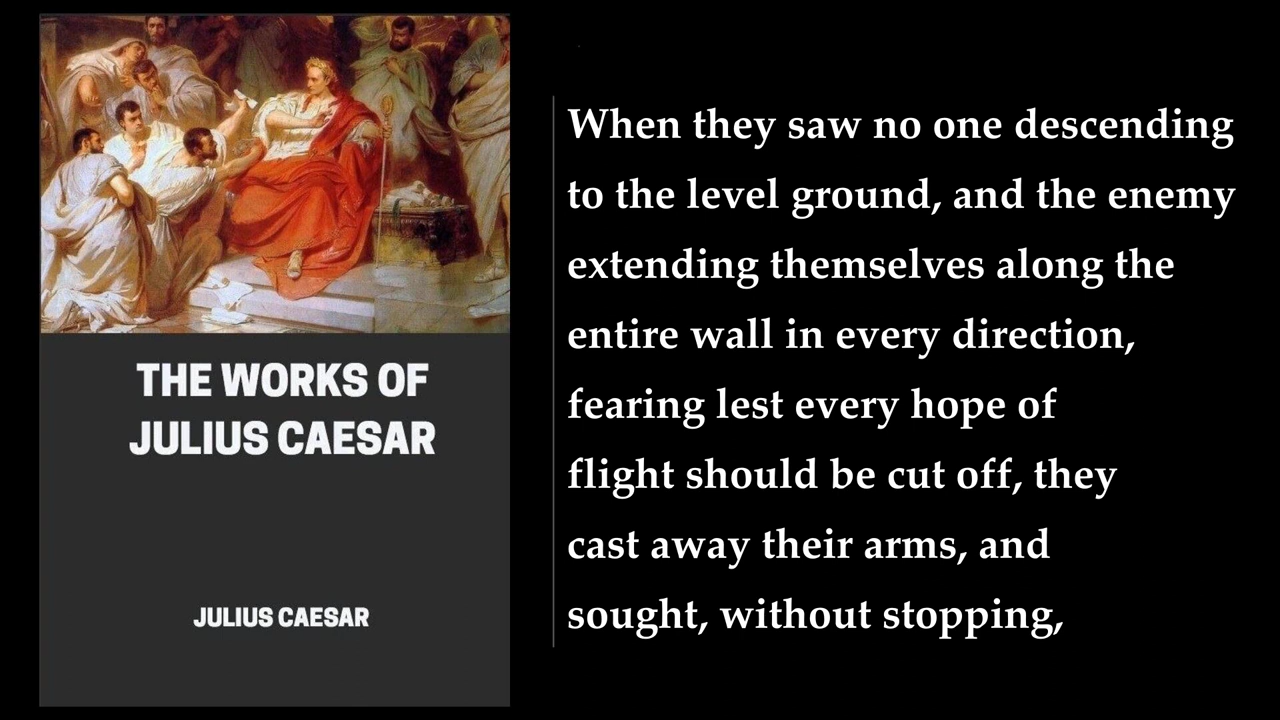 THE WORKS OF
JULIUS CAESAR
JULIUS CAESAR
When they saw no one descending
to the level ground, and the enemy
extending themselves along the
entire wall in every direction,
fearing lest every hope of
flight should be cut off, they
cast away their arms, and
sought, without stopping,